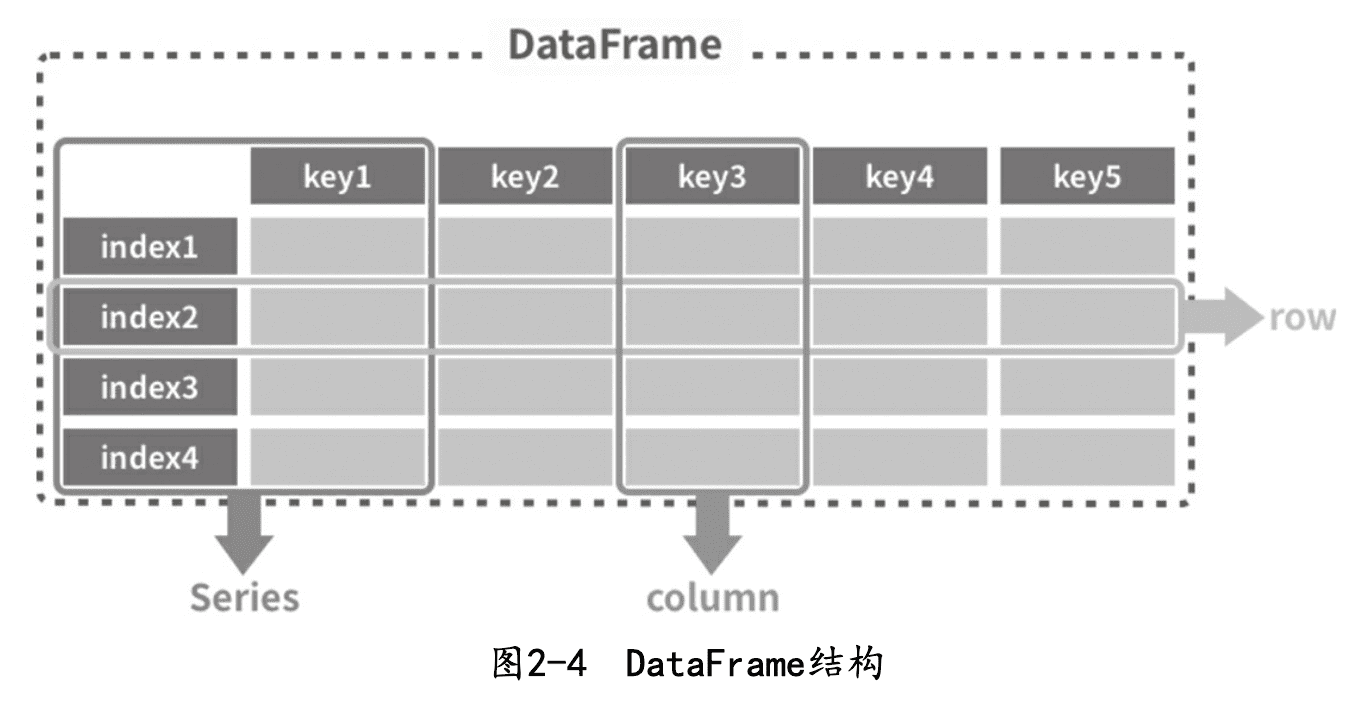 DataFrame
key1 key2 key3 key4 key5
index1
index2
row
index3
index4
Series column
图2-4 DataFrame结构